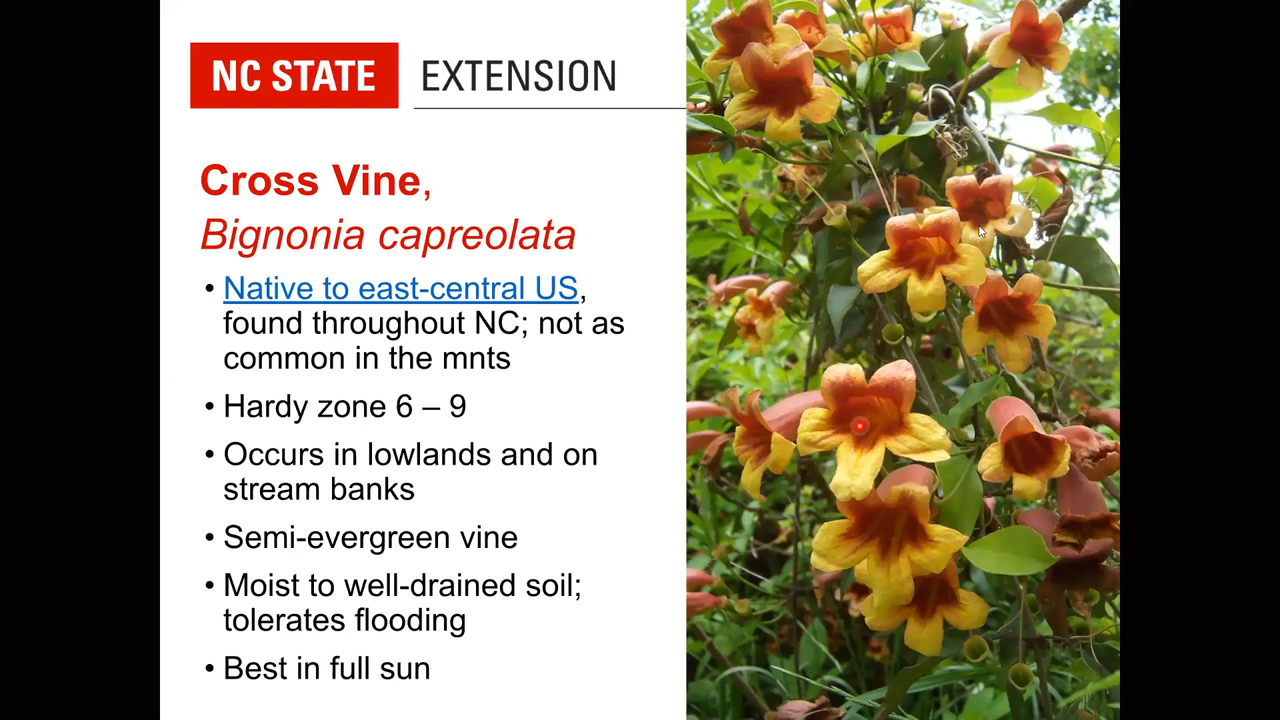 NC STATE EXTENSION
Cross Vine,
Bignonia capreolata
• Native to east-central US,
found throughout NC; not as
common in the mnts
• Hardy zone 6 – 9
• Occurs in lowlands and on
stream banks
• Semi-evergreen vine
• Moist to well-drained soil;
tolerates flooding
• Best in full sun